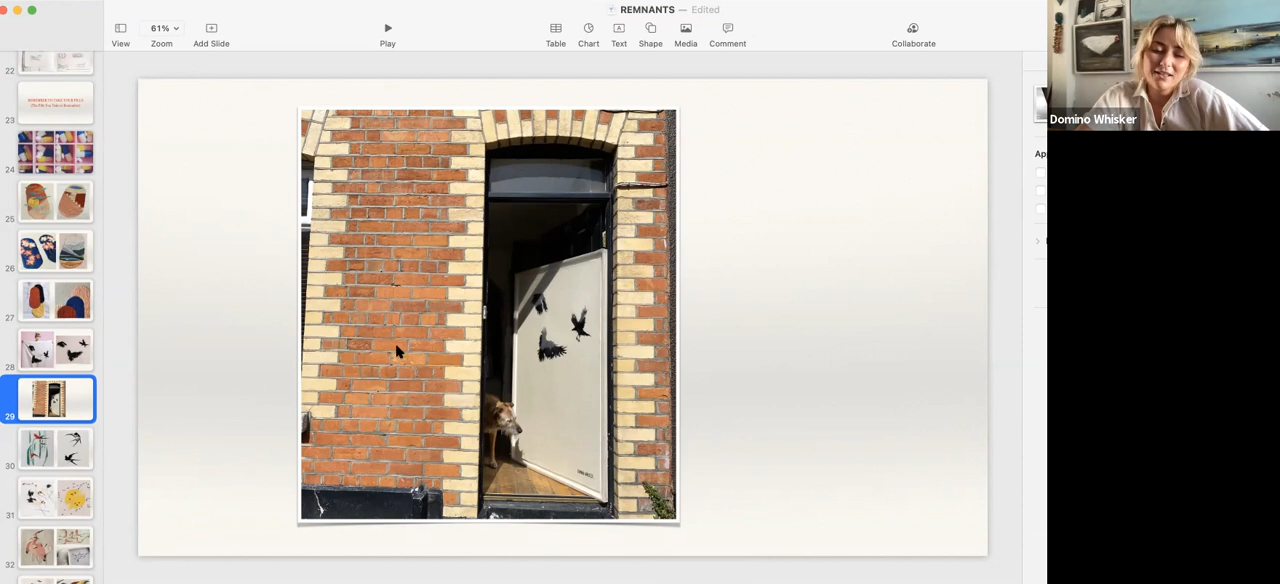 REMNANTS — Edited
61%
View
Zoom
Add Slide
Play
Table
Chart
Text
Shape
Media
Comment
Collaborate
Domino Whisker
22
23
24
25
26
27
28
29
30
31
32